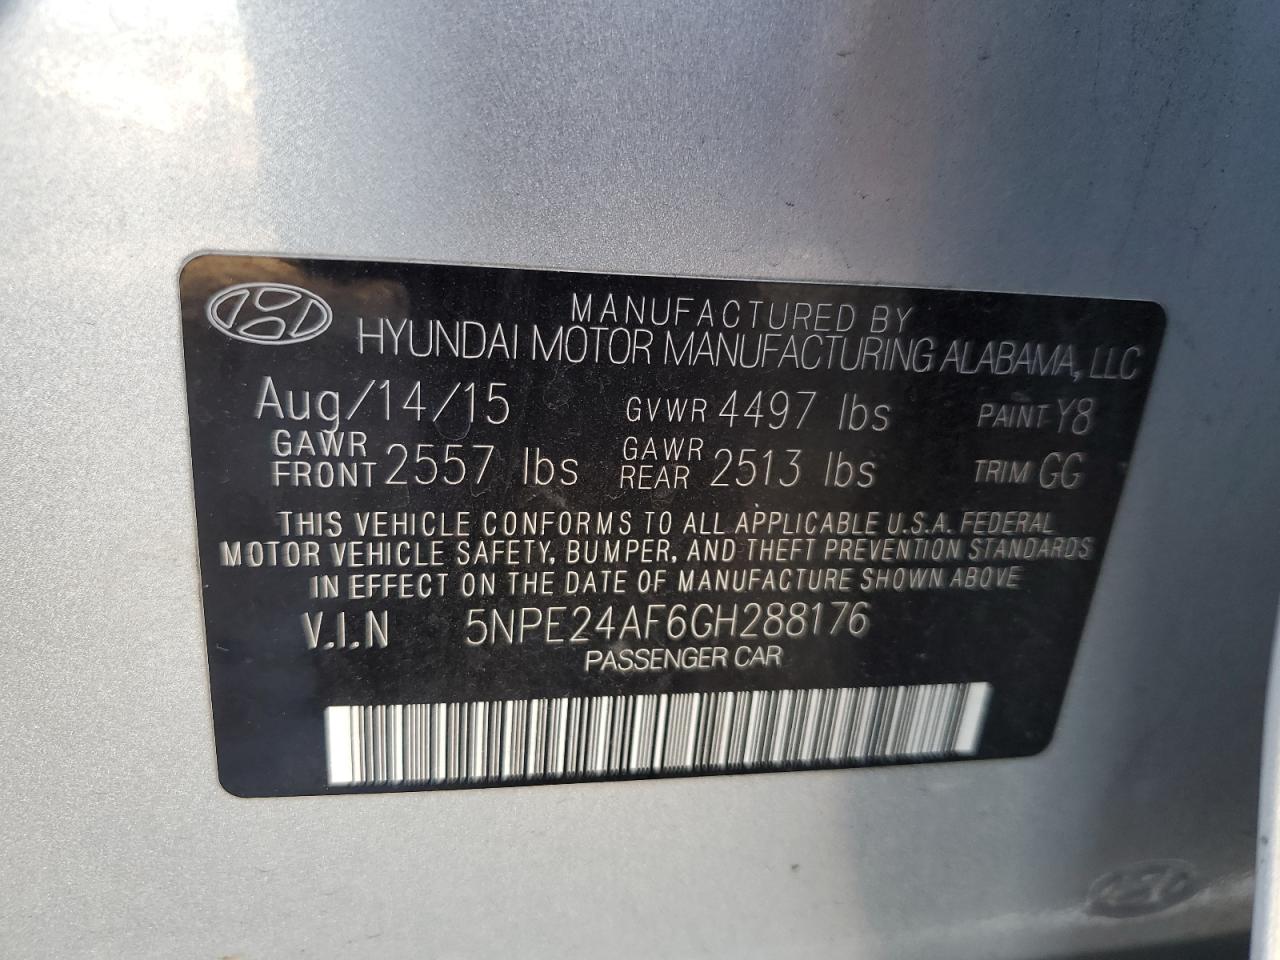 MANUFACTURED BY
HYUNDAI MOTOR MANUFACTURING ALABAMA, LLC
Aug/14/15 GVWR 4497 lbs PAINT Y8
GAWR FRONT 2557 lbs GAWR REAR 2513 lbs TRIM GG
THIS VEHICLE CONFORMS TO ALL APPLICABLE U.S.A. FEDERAL
MOTOR VEHICLE SAFETY, BUMPER, AND THEFT PREVENTION STANDARDS
IN EFFECT ON THE DATE OF MANUFACTURE SHOWN ABOVE
V.I.N 5NPE24AF6GH288176
PASSENGER CAR